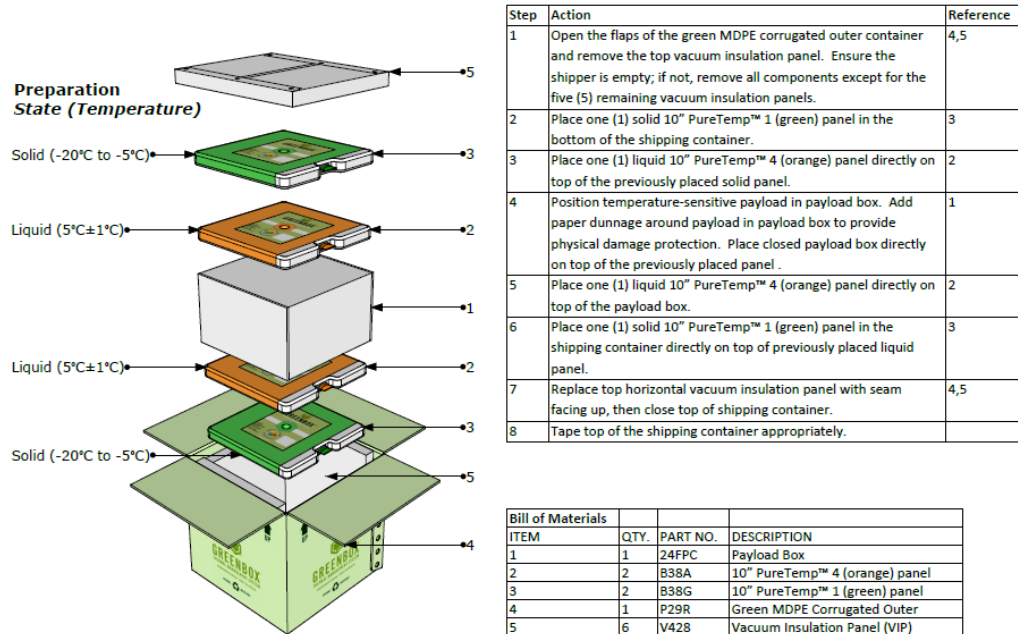 Preparation
State (Temperature)
5
Solid (-20°C to -5°C)
3
Liquid (5°C±1°C)
2
1
Liquid (5°C±1°C)
2
3
Solid (-20°C to -5°C)
5
4
GREENBOX
GREENBOX
Step Action Reference
1 Open the flaps of the green MDPE corrugated outer container 4,5
and remove the top vacuum insulation panel. Ensure the
shipper is empty; if not, remove all components except for the
five (5) remaining vacuum insulation panels.
2 Place one (1) solid 10” PureTemp™ 1 (green) panel in the 3
bottom of the shipping container.
3 Place one (1) liquid 10” PureTemp™ 4 (orange) panel directly on 2
top of the previously placed solid panel.
4 Position temperature-sensitive payload in payload box. Add 1
paper dunnage around payload in payload box to provide
physical damage protection. Place closed payload box directly
on top of the previously placed panel .
5 Place one (1) liquid 10” PureTemp™ 4 (orange) panel directly on 2
top of the payload box.
6 Place one (1) solid 10” PureTemp™ 1 (green) panel in the 3
shipping container directly on top of previously placed liquid
panel.
7 Replace top horizontal vacuum insulation panel with seam 4,5
facing up, then close top of shipping container.
8 Tape top of the shipping container appropriately.
Bill of Materials
ITEM QTY. PART NO. DESCRIPTION
1 1 24FPC Payload Box
2 2 B38A 10” PureTemp™ 4 (orange) panel
3 2 B38G 10” PureTemp™ 1 (green) panel
4 1 P29R Green MDPE Corrugated Outer
5 6 V428 Vacuum Insulation Panel (VIP)